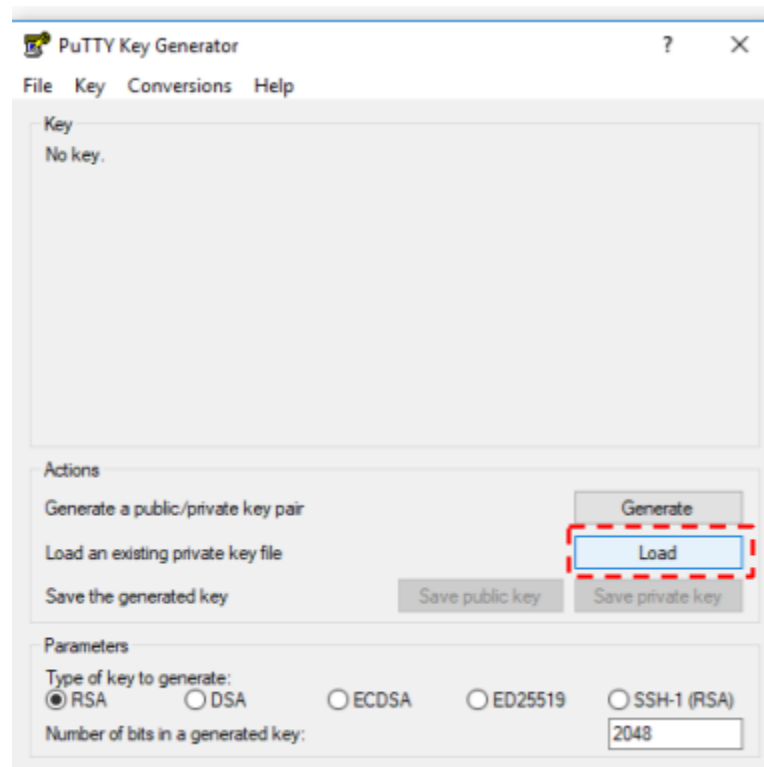 PuTTY Key Generator ? ×
File Key Conversions Help
Key
No key.
Actions
Generate a public/private key pair Generate
Load an existing private key file Load
Save the generated key Save public key Save private key
Parameters
Type of key to generate:
RSA DSA ECDSA ED25519 SSH-1 (RSA)
Number of bits in a generated key: 2048